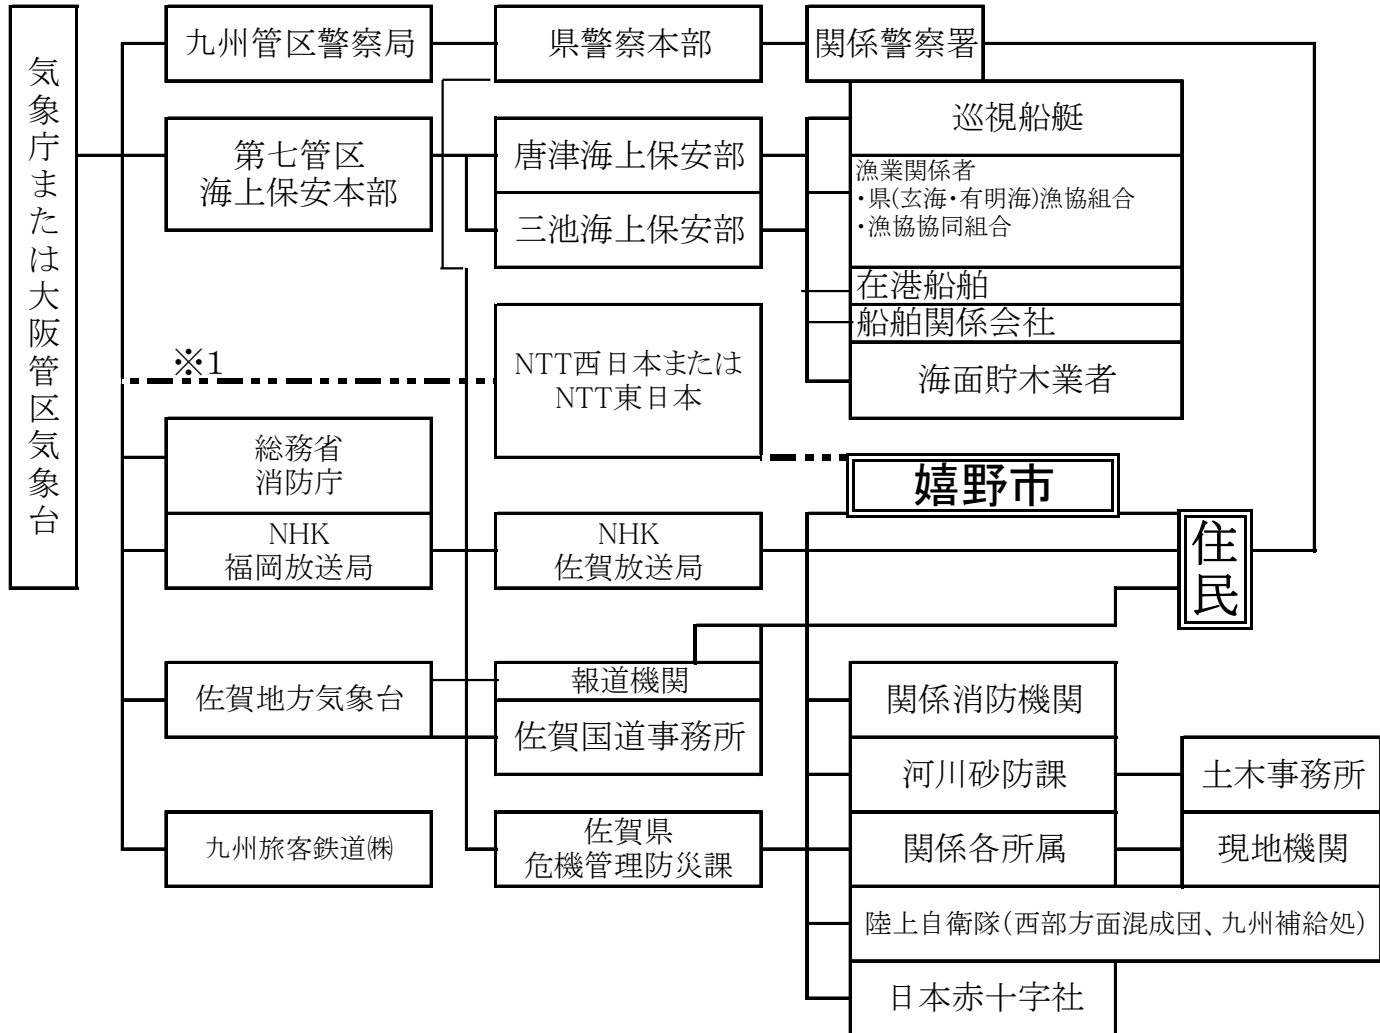 気象庁または大阪管区気象台
九州管区警察局
県警察本部
関係警察署
第七管区
海上保安本部
唐津海上保安部
三池海上保安部
巡視船艇
漁業関係者
・県(玄海・有明海)漁協組合
・漁協協同組合
在港船舶
船舶関係会社
海面貯木業者
※1
NTT西日本または
NTT東日本
総務省
消防庁
嬉野市
NHK
福岡放送局
NHK
佐賀放送局
住民
佐賀地方気象台
報道機関
佐賀国道事務所
関係消防機関
河川砂防課
土木事務所
九州旅客鉄道㈱
佐賀県
危機管理防災課
関係各所属
現地機関
陸上自衛隊(西部方面混成団、九州補給処)
日本赤十字社